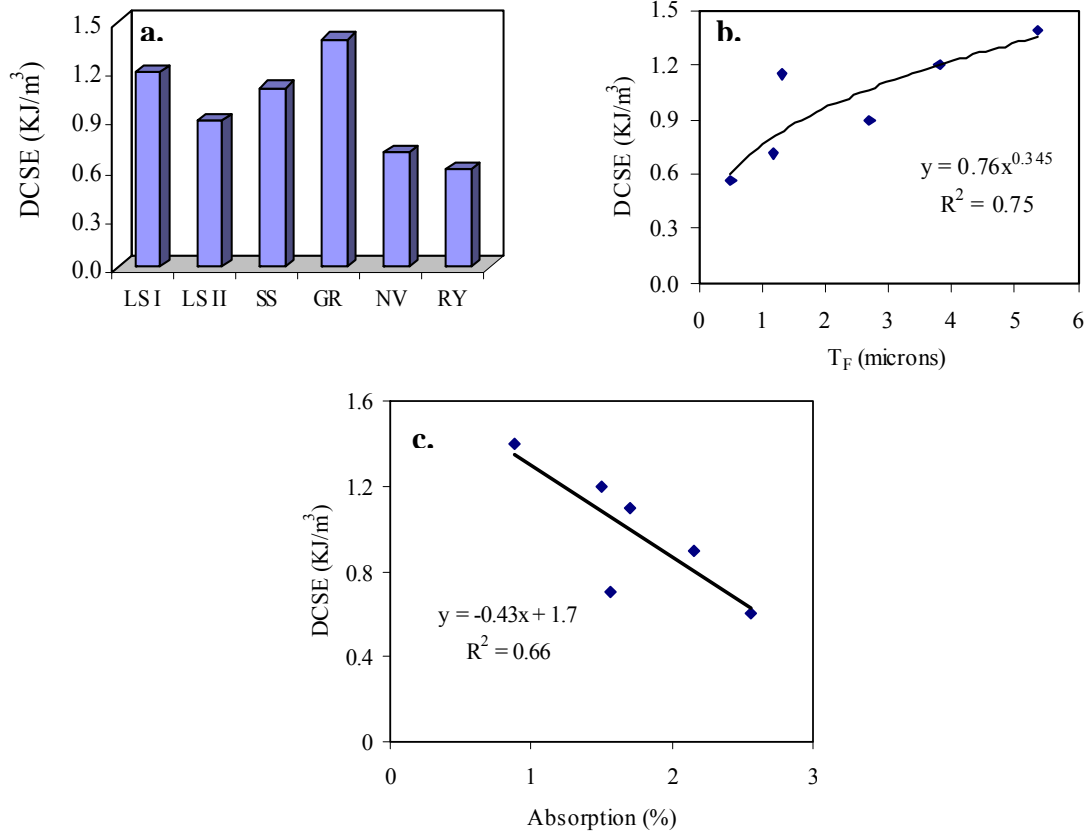 a.
DCSE (KJ/m³)
1.5
1.2
0.9
0.6
0.3
0.0
LS I LS II SS GR NV RY
b.
DCSE (KJ/m³)
1.5
1.2
0.9
0.6
0.3
0.0
y = 0.76x^0.345
R² = 0.75
0 1 2 3 4 5 6
T_F (microns)
c.
DCSE (KJ/m³)
1.6
1.2
0.8
0.4
0
y = -0.43x + 1.7
R² = 0.66
0 1 2 3
Absorption (%)